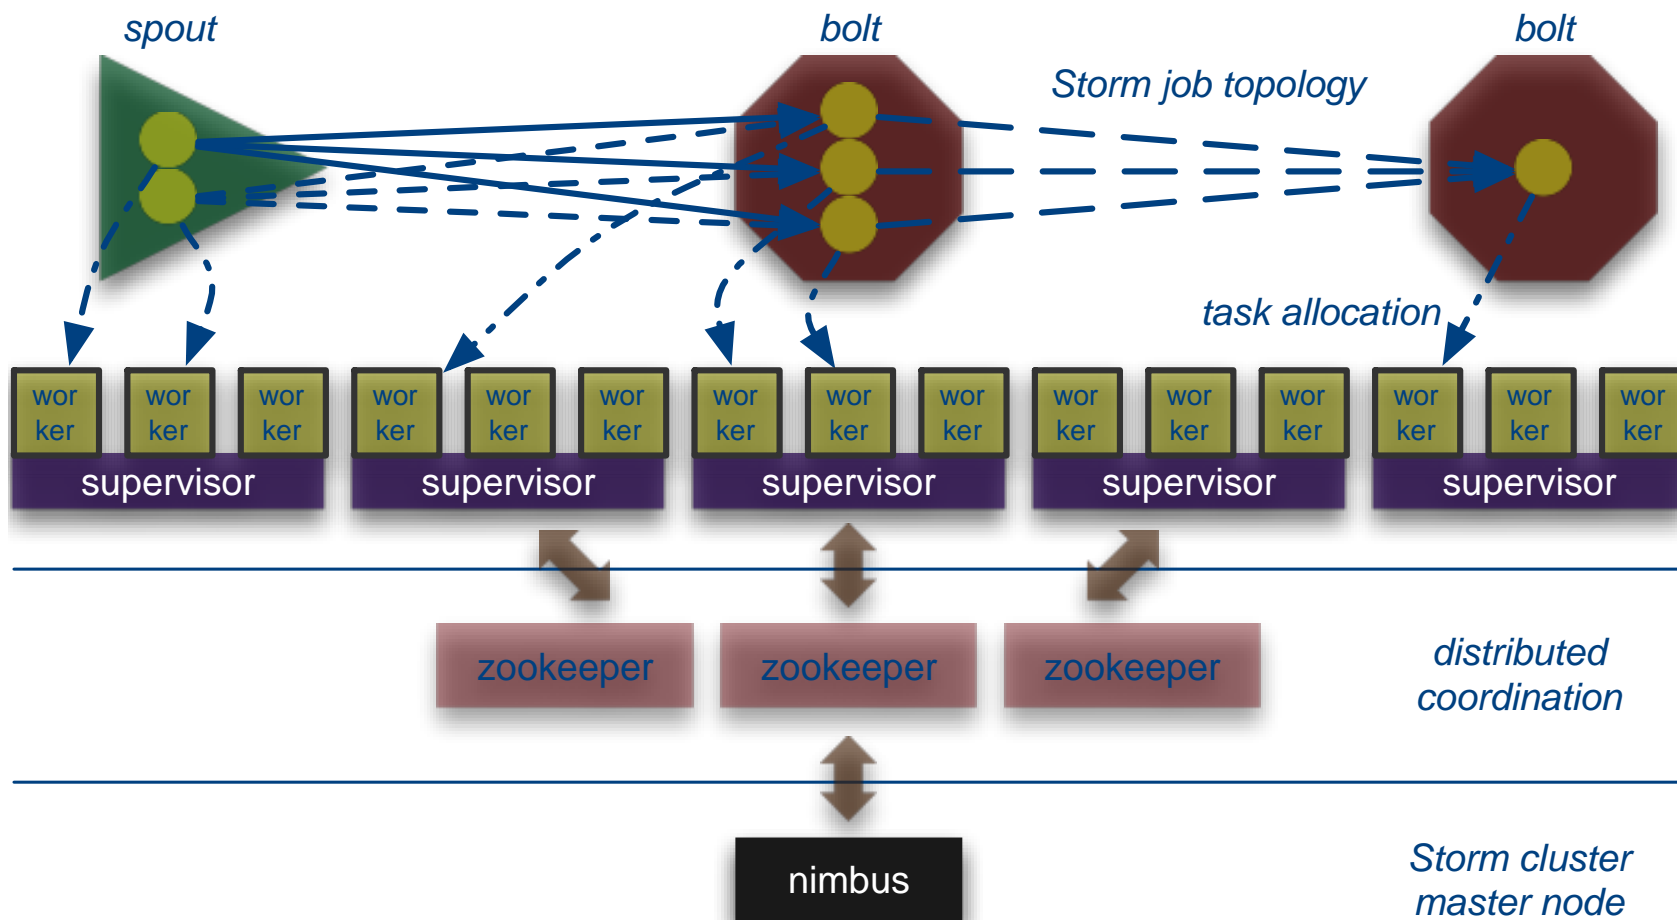 spout
bolt
bolt
Storm job topology
task allocation
wor
ker
wor
ker
wor
ker
wor
ker
wor
ker
wor
ker
wor
ker
wor
ker
wor
ker
wor
ker
wor
ker
wor
ker
wor
ker
wor
ker
wor
ker
supervisor
supervisor
supervisor
supervisor
supervisor
zookeeper
zookeeper
zookeeper
distributed
coordination
nimbus
Storm cluster
master node